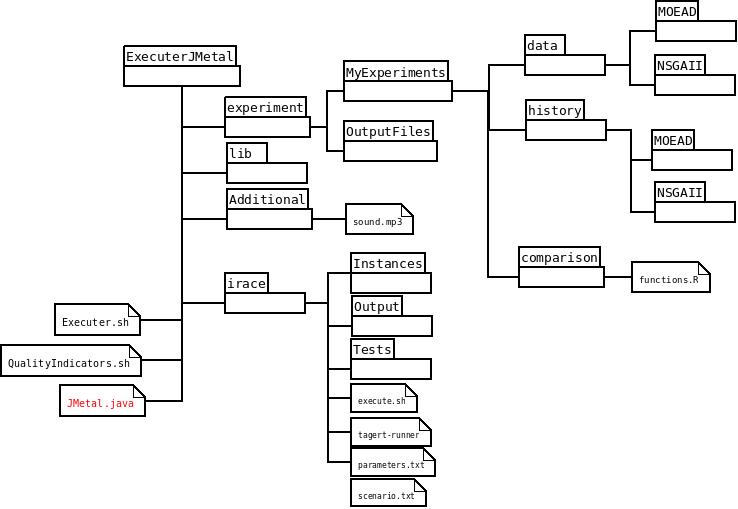 MOEAD
data
ExecuterJMetal
NSGAII
MyExperiments
experiment
history
OutputFiles
MOEAD
lib
NSGAII
Additional
sound.mp3
comparison
Instances
functions.R
irace
Output
Executer.sh
Tests
QualityIndicators.sh
execute.sh
JMetal.java
tagert-runner
parameters.txt
scenario.txt